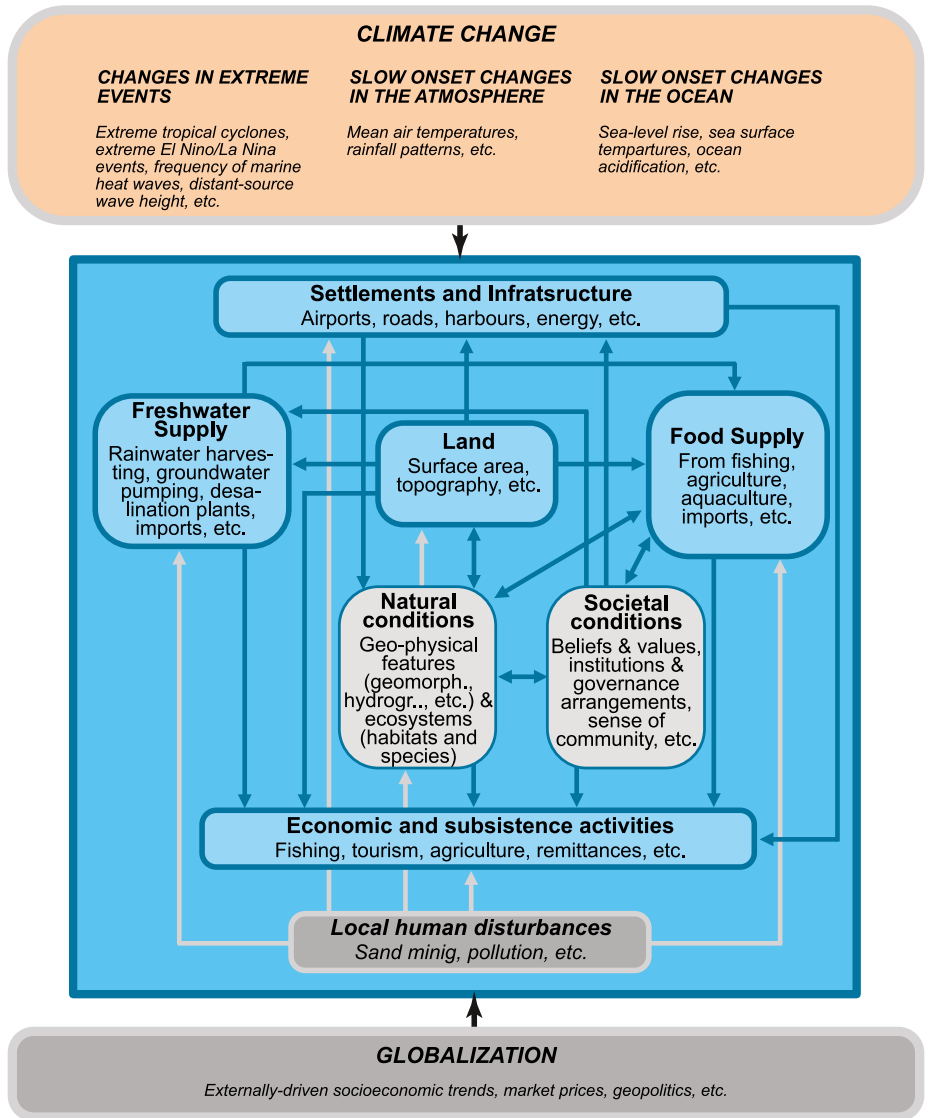 CLIMATE CHANGE
CHANGES IN EXTREME
EVENTS
Extreme tropical cyclones,
extreme El Nino/La Nina
events, frequency of marine
heat waves, distant-source
wave height, etc.
SLOW ONSET CHANGES
IN THE ATMOSPHERE
Mean air temperatures,
rainfall patterns, etc.
SLOW ONSET CHANGES
IN THE OCEAN
Sea-level rise, sea surface
tempartures, ocean
acidification, etc.
Settlements and Infratsructure
Airports, roads, harbours, energy, etc.
Freshwater
Supply
Rainwater harves-
ting, groundwater
pumping, desa-
lination plants,
imports, etc.
Land
Surface area,
topography, etc.
Food Supply
From fishing,
agriculture,
aquaculture,
imports, etc.
Natural
conditions
Geo-physical
features
(geomorph.,
hydrogr.., etc.) &
ecosystems
(habitats and
species)
Societal
conditions
Beliefs & values,
institutions &
governance
arrangements,
sense of
community, etc.
Economic and subsistence activities
Fishing, tourism, agriculture, remittances, etc.
Local human disturbances
Sand minig, pollution, etc.
GLOBALIZATION
Externally-driven socioeconomic trends, market prices, geopolitics, etc.